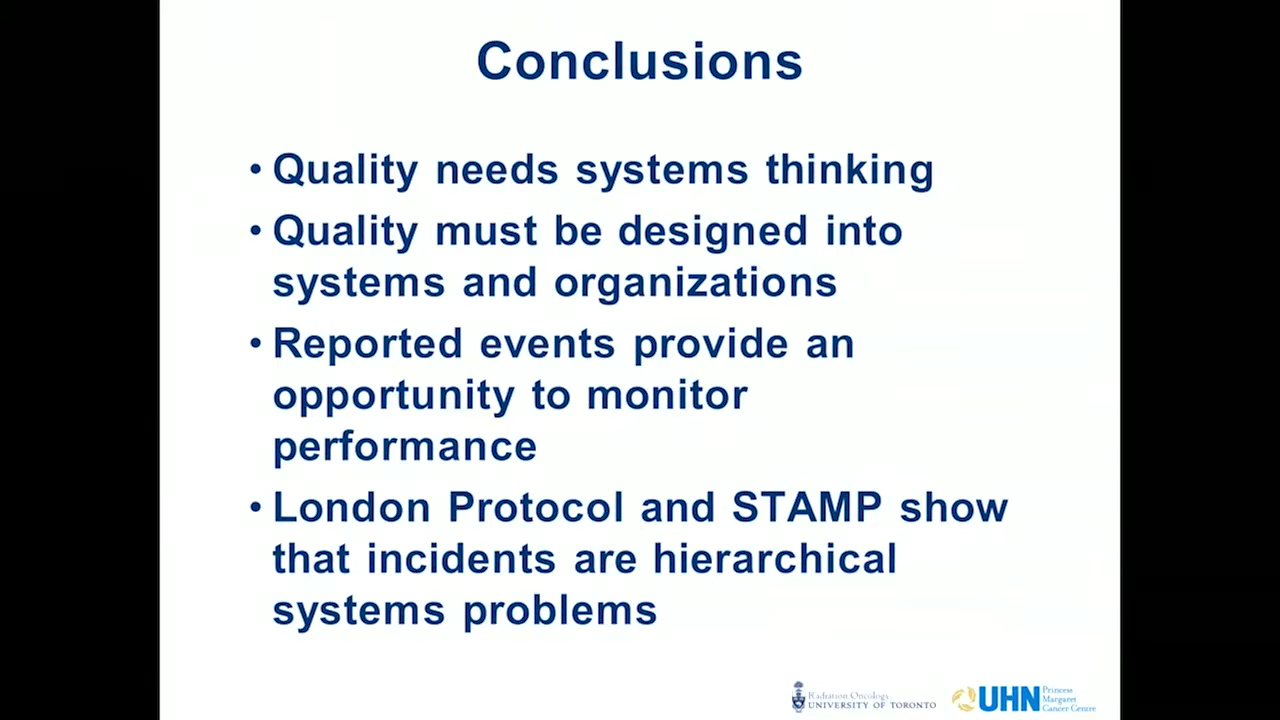 Conclusions
• Quality needs systems thinking
• Quality must be designed into
systems and organizations
• Reported events provide an
opportunity to monitor
performance
• London Protocol and STAMP show
that incidents are hierarchical
systems problems
Radiation Oncology
UNIVERSITY OF TORONTO
UHN
Princess
Margaret
Cancer Centre